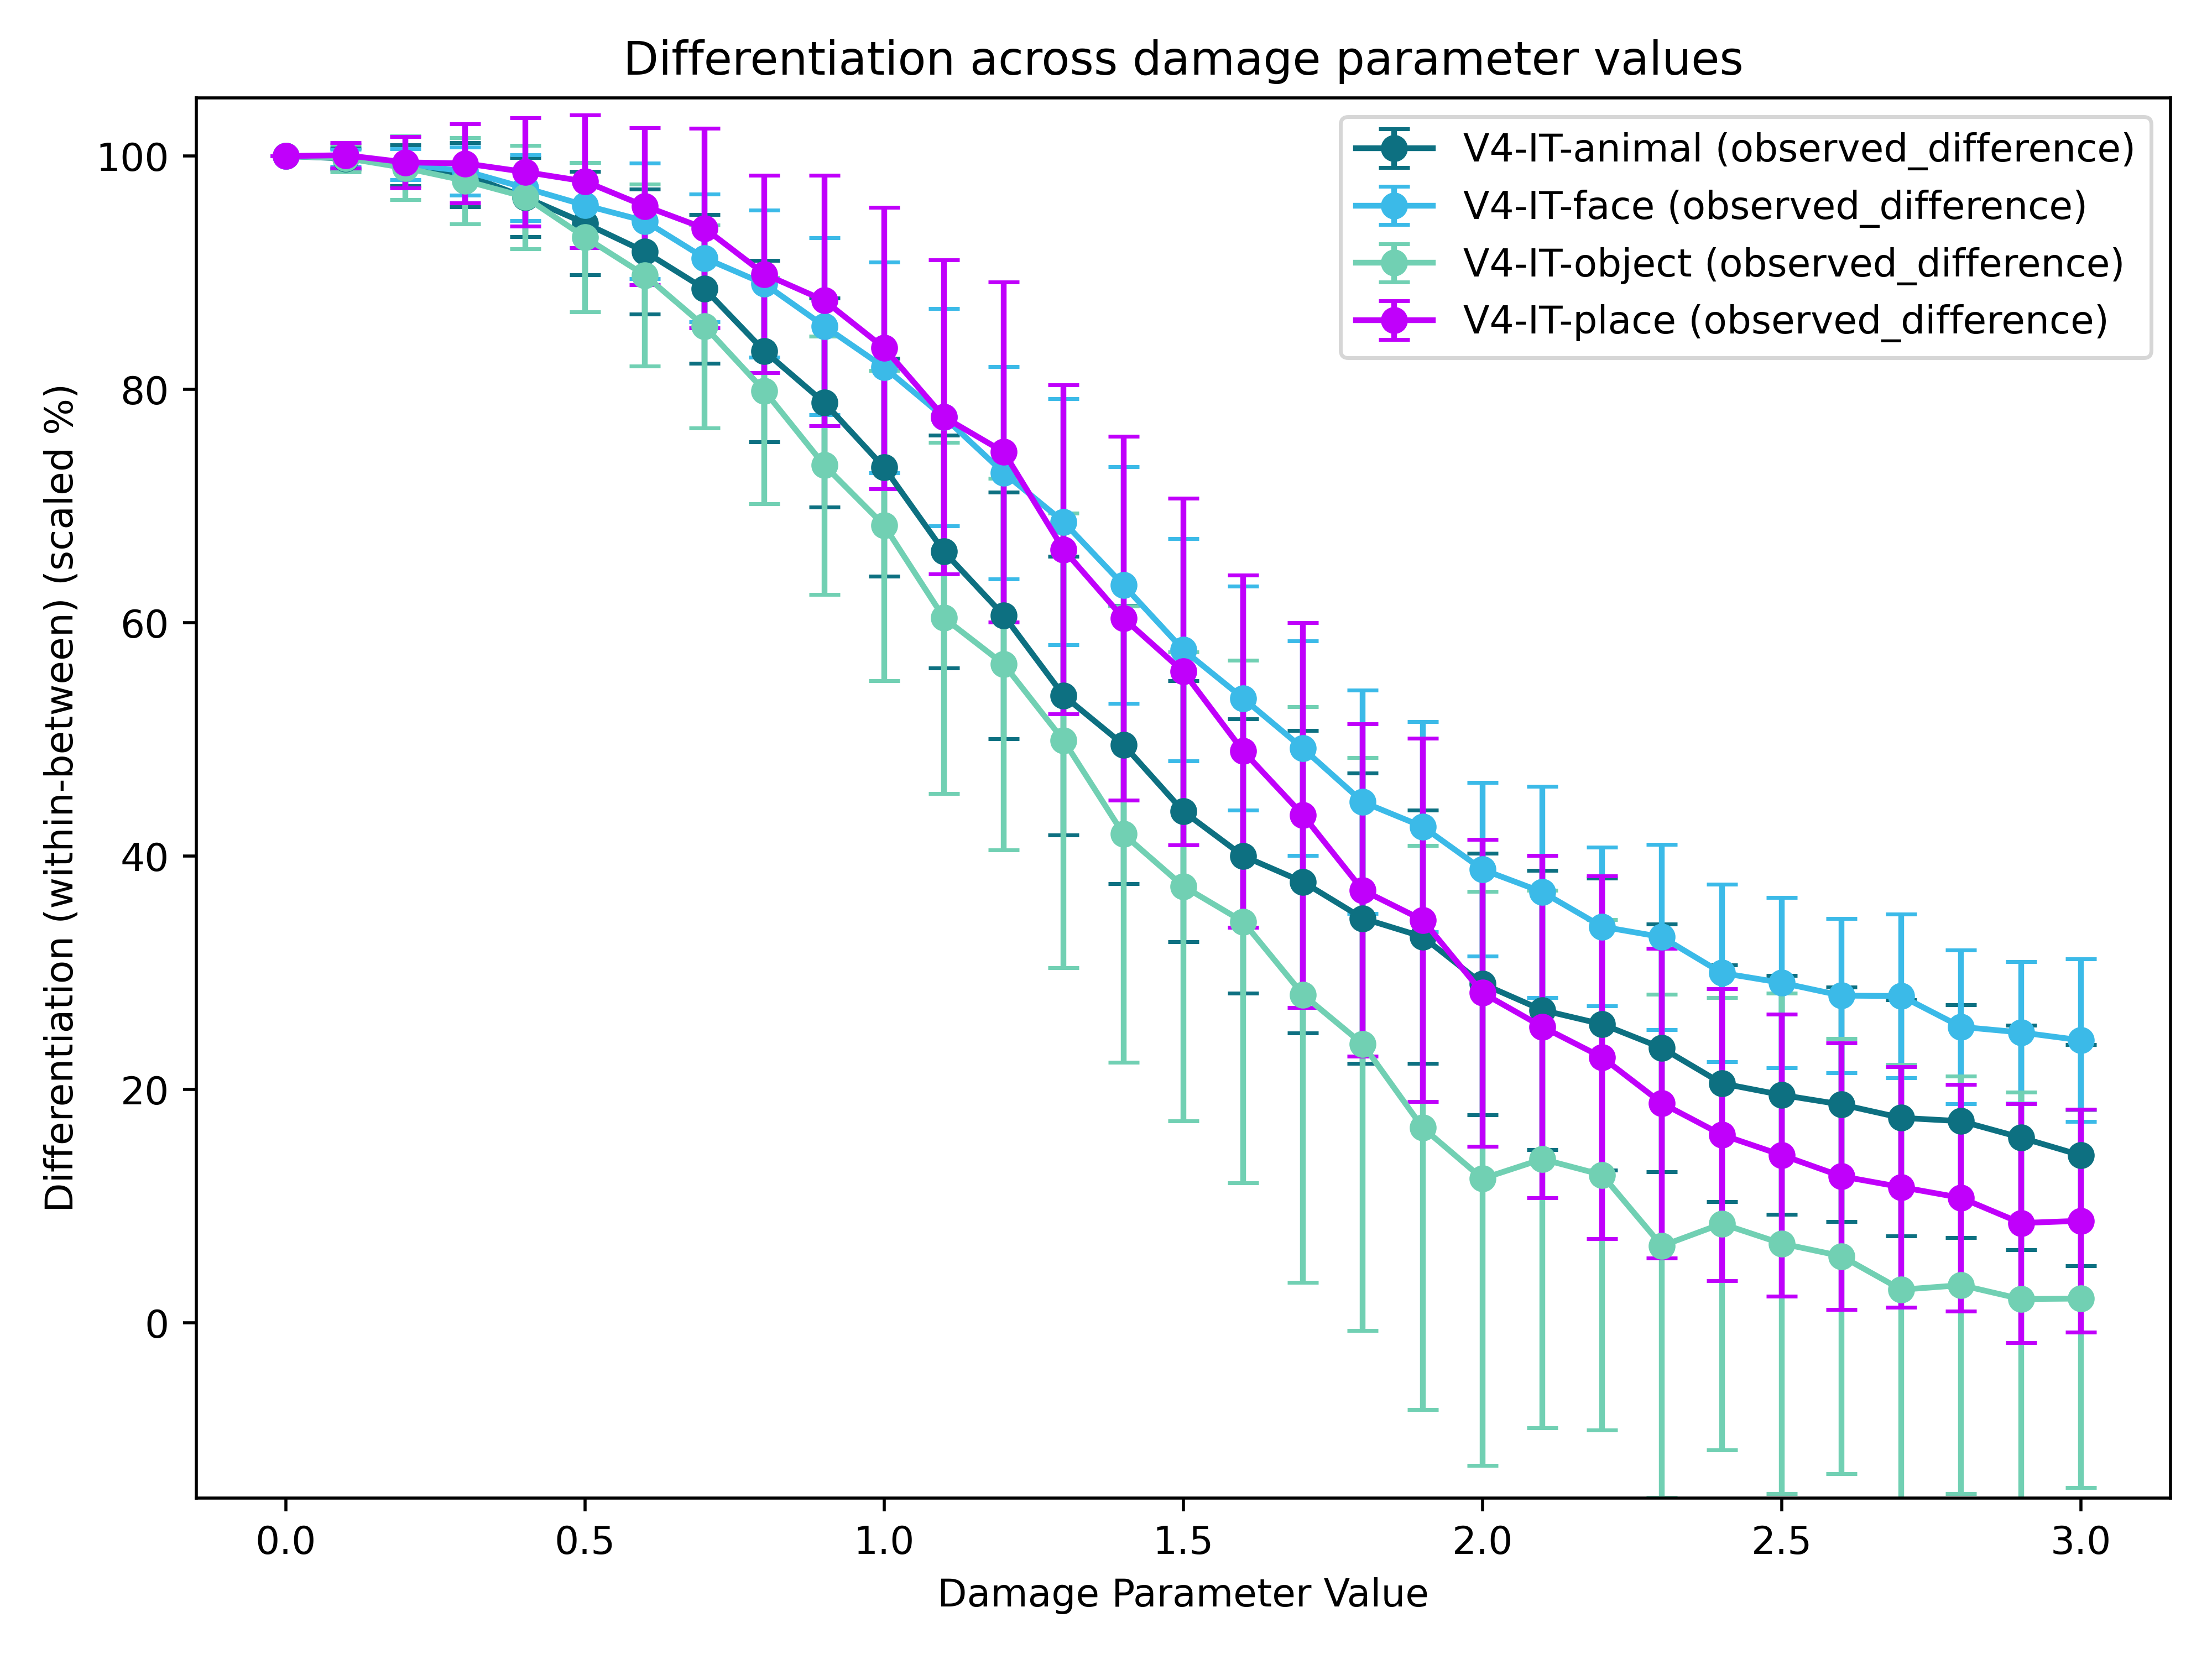 Differentiation across damage parameter values
V4-IT-animal (observed_difference)
V4-IT-face (observed_difference)
V4-IT-object (observed_difference)
V4-IT-place (observed_difference)
Differentiation (within-between) (scaled %)
100
80
60
40
20
0
0.0 0.5 1.0 1.5 2.0 2.5 3.0
Damage Parameter Value